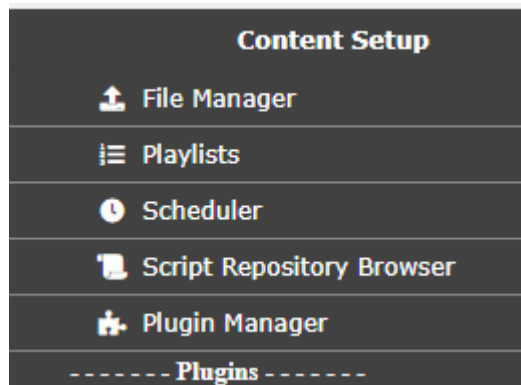 Content Setup
File Manager
Playlists
Scheduler
Script Repository Browser
Plugin Manager
- - - - - - - Plugins - - - - - - -